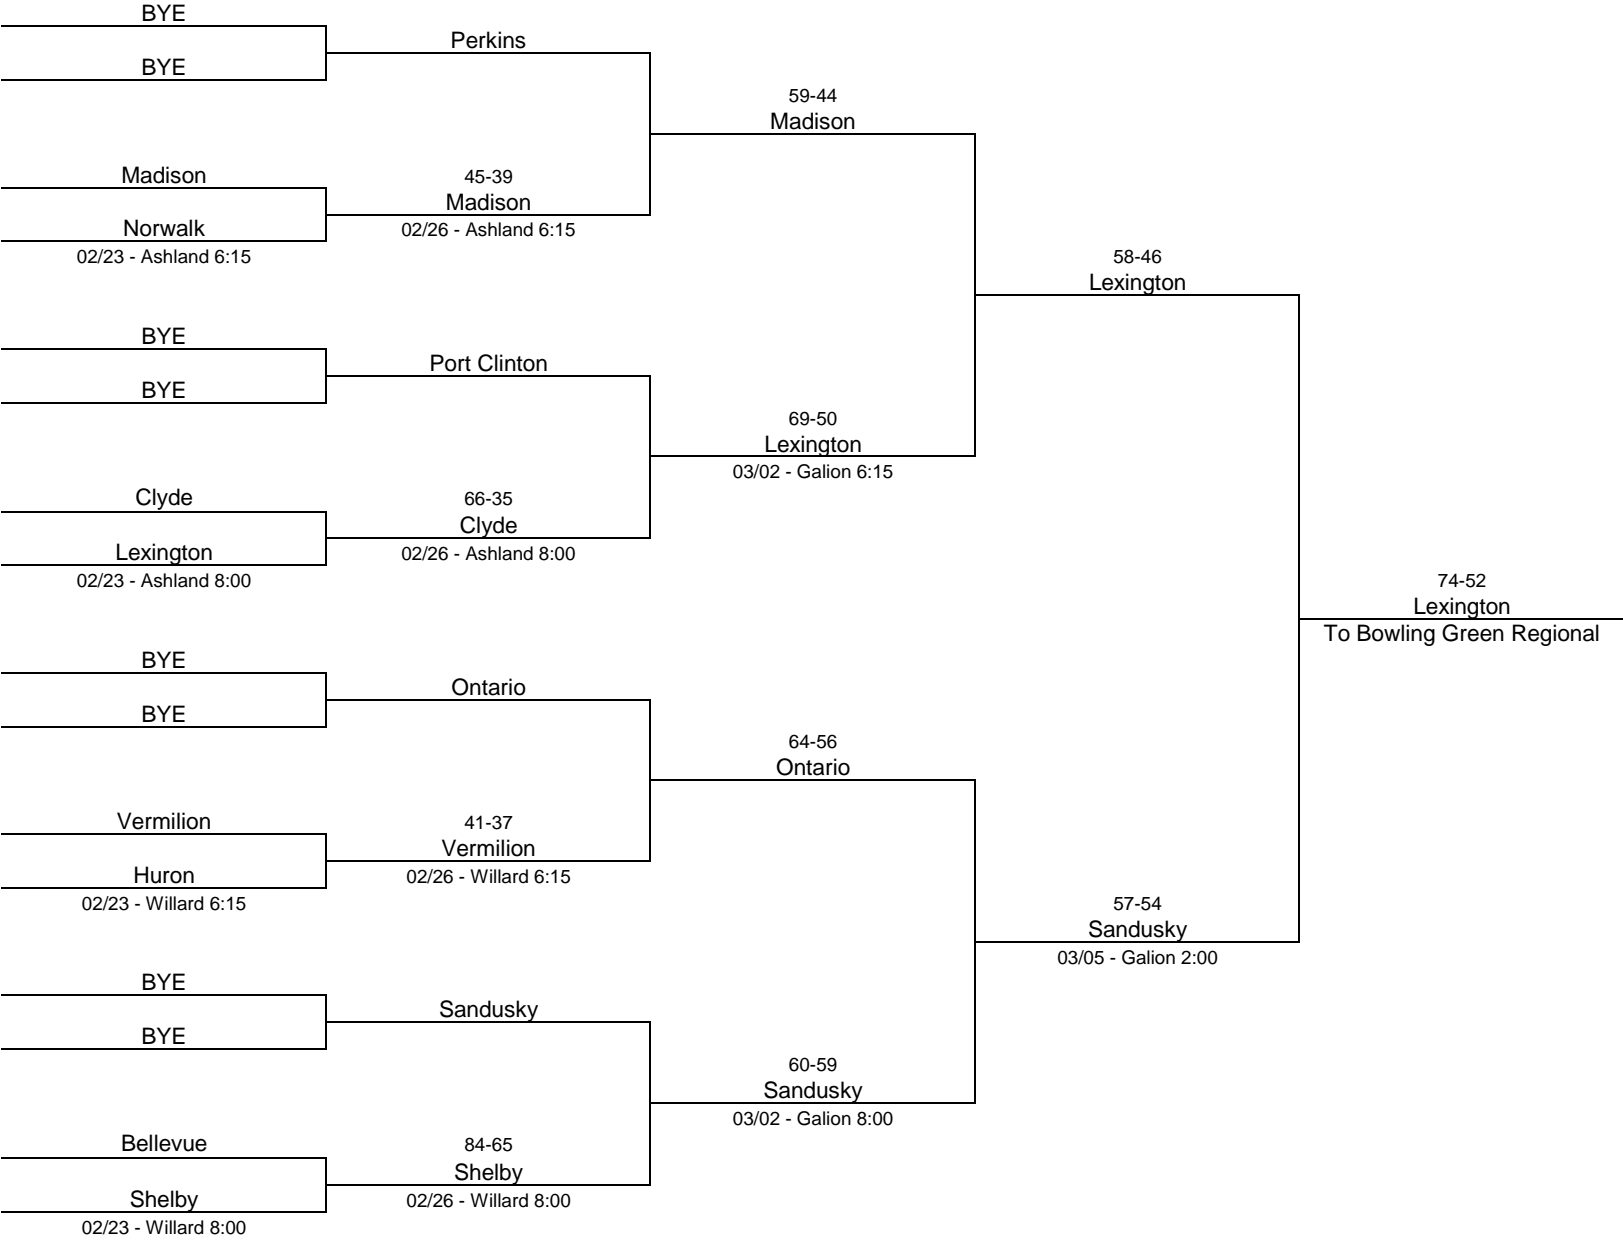 BYE
BYE
Perkins
Madison
Norwalk
02/23 - Ashland 6:15
45-39
Madison
02/26 - Ashland 6:15
59-44
Madison
BYE
BYE
Port Clinton
Clyde
Lexington
02/23 - Ashland 8:00
66-35
Clyde
02/26 - Ashland 8:00
69-50
Lexington
03/02 - Galion 6:15
58-46
Lexington
BYE
BYE
Ontario
Vermilion
Huron
02/23 - Willard 6:15
41-37
Vermilion
02/26 - Willard 6:15
64-56
Ontario
BYE
BYE
Sandusky
Bellevue
Shelby
02/23 - Willard 8:00
84-65
Shelby
02/26 - Willard 8:00
60-59
Sandusky
03/02 - Galion 8:00
57-54
Sandusky
03/05 - Galion 2:00
74-52
Lexington
To Bowling Green Regional